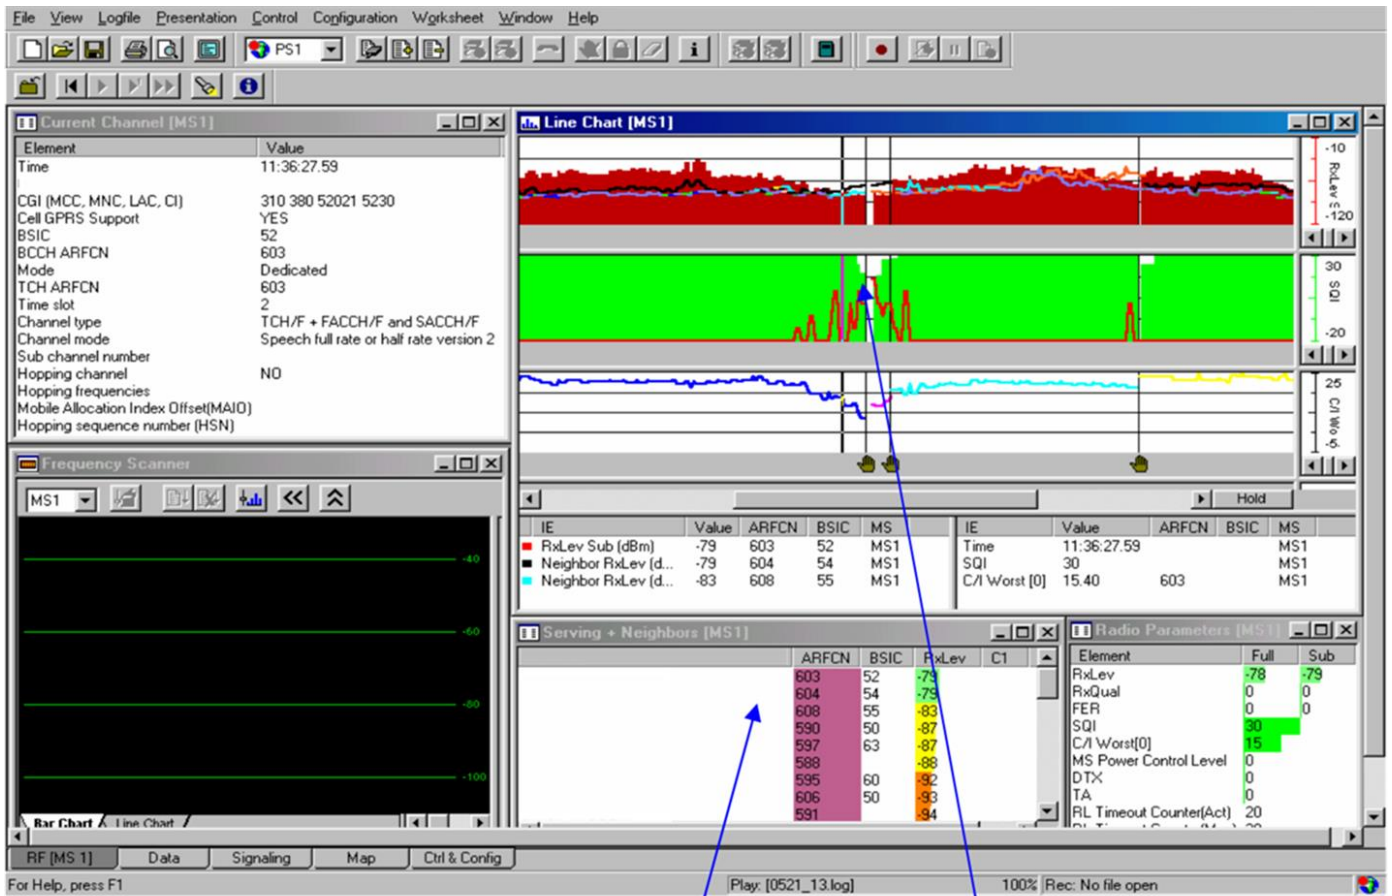 File View Logfile Presentation Control Configuration Worksheet Window Help
PS1
Current Channel [MS1]
Element Value
Time 11:36:27.59
CGI (MCC, MNC, LAC, CI) 310 380 52021 5230
Cell GPRS Support YES
BSIC 52
BCCH ARFCN 603
Mode Dedicated
TCH ARFCN 603
Time slot 2
Channel type TCH/F + FACCH/F and SACCH/F
Channel mode Speech full rate or half rate version 2
Sub channel number
Hopping channel NO
Hopping frequencies
Mobile Allocation Index Offset(MAIO)
Hopping sequence number (HSN)
Frequency Scanner
MS1
-40
-60
-80
-100
Bar Chart Line Chart
Line Chart [MS1]
-10
RxLev s
-120
30
SQI
-20
25
C/I Wo
-5.
Hold
IE Value ARFCN BSIC MS
RxLev Sub (dBm) -79 603 52 MS1
Neighbor RxLev (d... -79 604 54 MS1
Neighbor RxLev (d... -83 608 55 MS1
IE Value ARFCN BSIC MS
Time 11:36:27.59 MS1
SQI 30 MS1
C/I Worst [0] 15.40 603 MS1
Serving + Neighbors [MS1]
ARFCN BSIC RxLev C1
603 52 -79
604 54 -79
608 55 -83
590 50 -87
597 63 -87
588 -88
595 60 -92
606 50 -93
591 -94
Radio Parameters [MS1]
Element Full Sub
RxLev -78 -79
RxQual 0 0
FER 0 0
SQI 30
C/I Worst[0] 15
MS Power Control Level 0
DTX 0
TA 0
RL Timeout Counter(Act) 20
RF [MS 1] Data Signaling Map Ctrl & Config
For Help, press F1 Play: [0521_13.log] 100% Rec: No file open